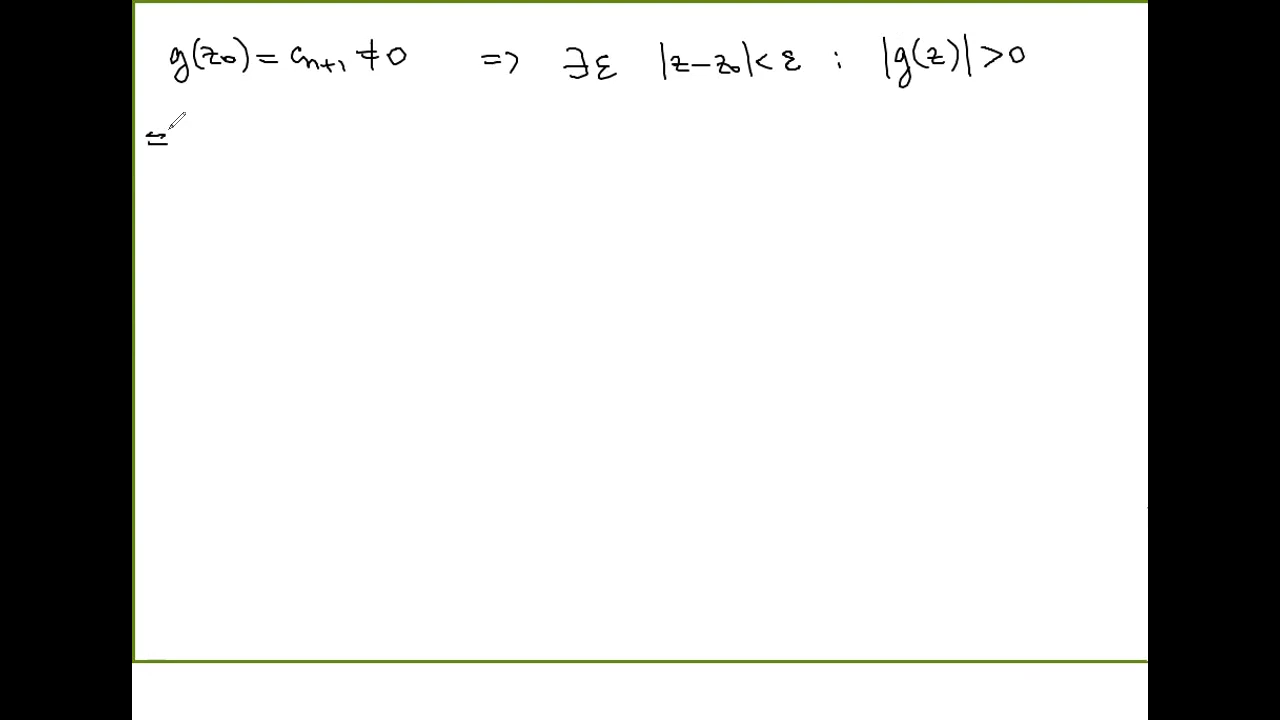 g(z₀) = cₙ₊₁ ≠ 0 => ∃ε |z-z₀| < ε : |g(z)| > 0
=